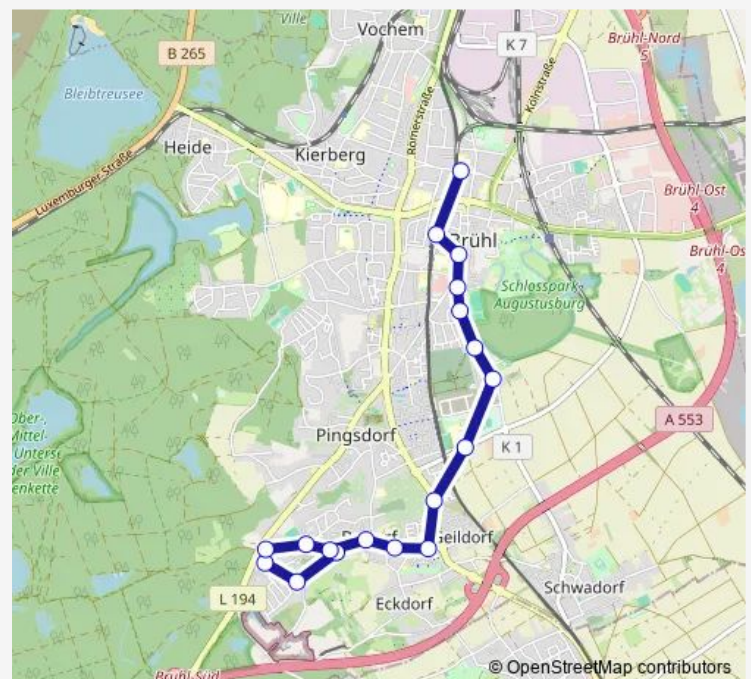 Ville
Vochem
B 265
K 7
Brühl-Nord
5
Bleibtreusee
Römerstraße
Kölnstraße
Heide
Kierberg
Luxemburger Straße
Brühl-Ost
4
Brühl
Brühl-Os
4
Schlosspark
Augustusburg
Ober-,
Mittel-
Unters
der Ville
enkette
A 553
Pingsdorf
K 1
Geildorf
Schwadorf
L 194
Eckdorf
Brühl-Süd
© OpenStreetMap contributors